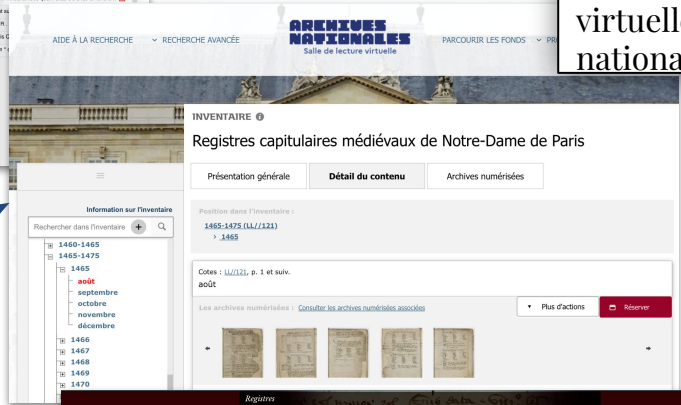 virtuelle
nationa
AIDE À LA RECHERCHE
RECHERCHE AVANCÉE
ARCHIVES
NATIONALES
Salle de lecture virtuelle
PARCOURIR LES FONDS
INVENTAIRE
Registres capitulaires médiévaux de Notre-Dame de Paris
Présentation générale
Détail du contenu
Archives numérisées
Information sur l'inventaire
Rechercher dans l'inventaire
1460-1465
1465-1475
1465
août
septembre
octobre
novembre
décembre
1466
1467
1468
1469
1470
Position dans l'inventaire :
1465-1475 (LL//121)
> 1465
Cotes : LL//121, p. 1 et suiv.
août
Les archives numérisées : Consulter les archives numérisées associées
Plus d'actions
Réserver
Registres